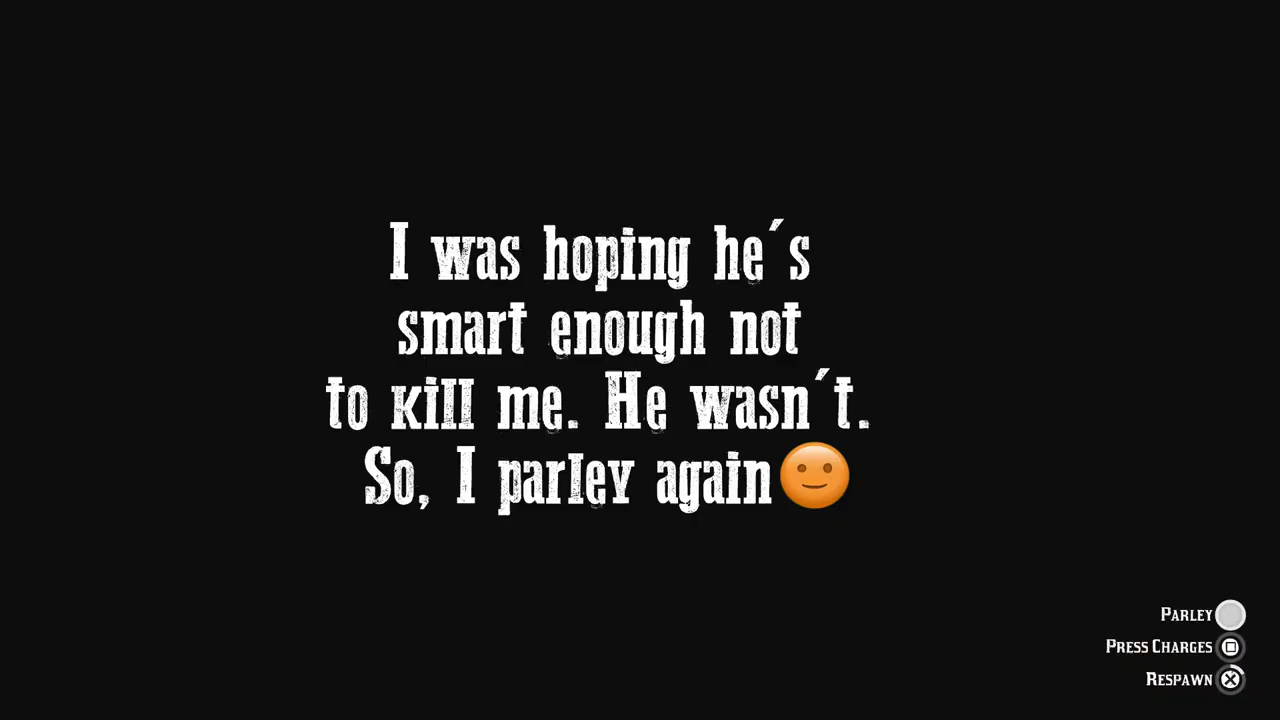 I was hoping he´s
smart enough not
to kill me. He wasn´t.
So, I parley again🙂
Parley
Press Charges
Respawn